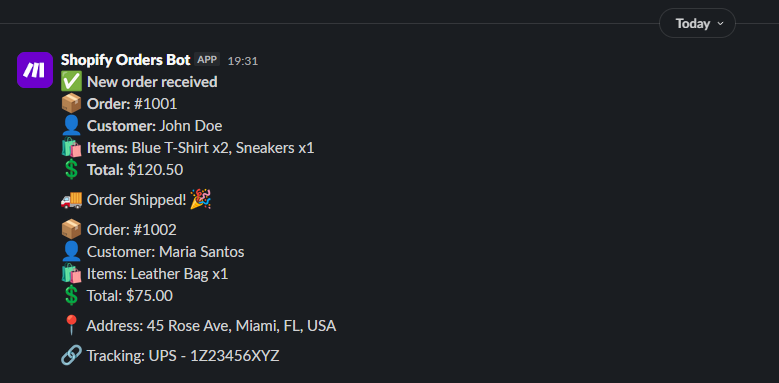 Today
Shopify Orders Bot APP 19:31
✅ New order received
📦 Order: #1001
👤 Customer: John Doe
🛍️ Items: Blue T-Shirt x2, Sneakers x1
💲 Total: $120.50
🚚 Order Shipped! 🎉
📦 Order: #1002
👤 Customer: Maria Santos
🛍️ Items: Leather Bag x1
💲 Total: $75.00
📍 Address: 45 Rose Ave, Miami, FL, USA
🔗 Tracking: UPS - 1Z23456XYZ